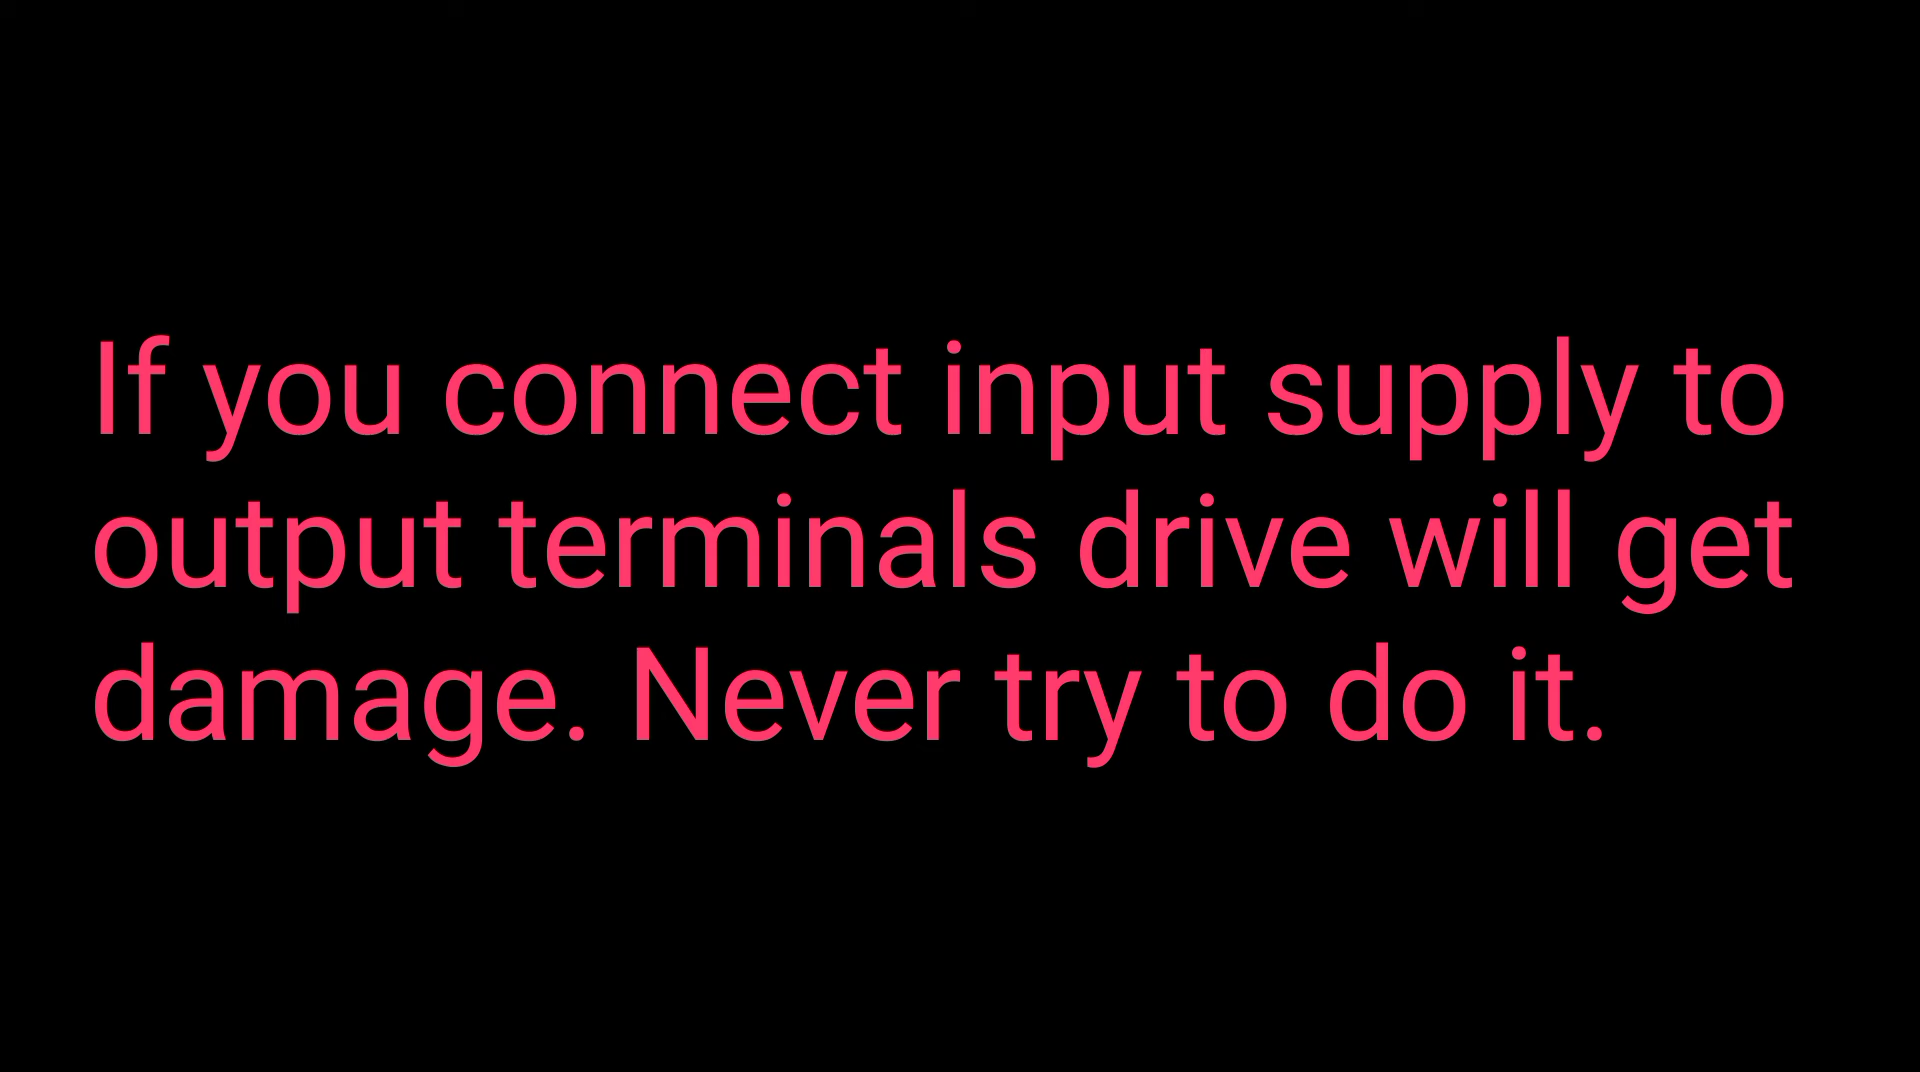 If you connect input supply to
output terminals drive will get
damage. Never try to do it.